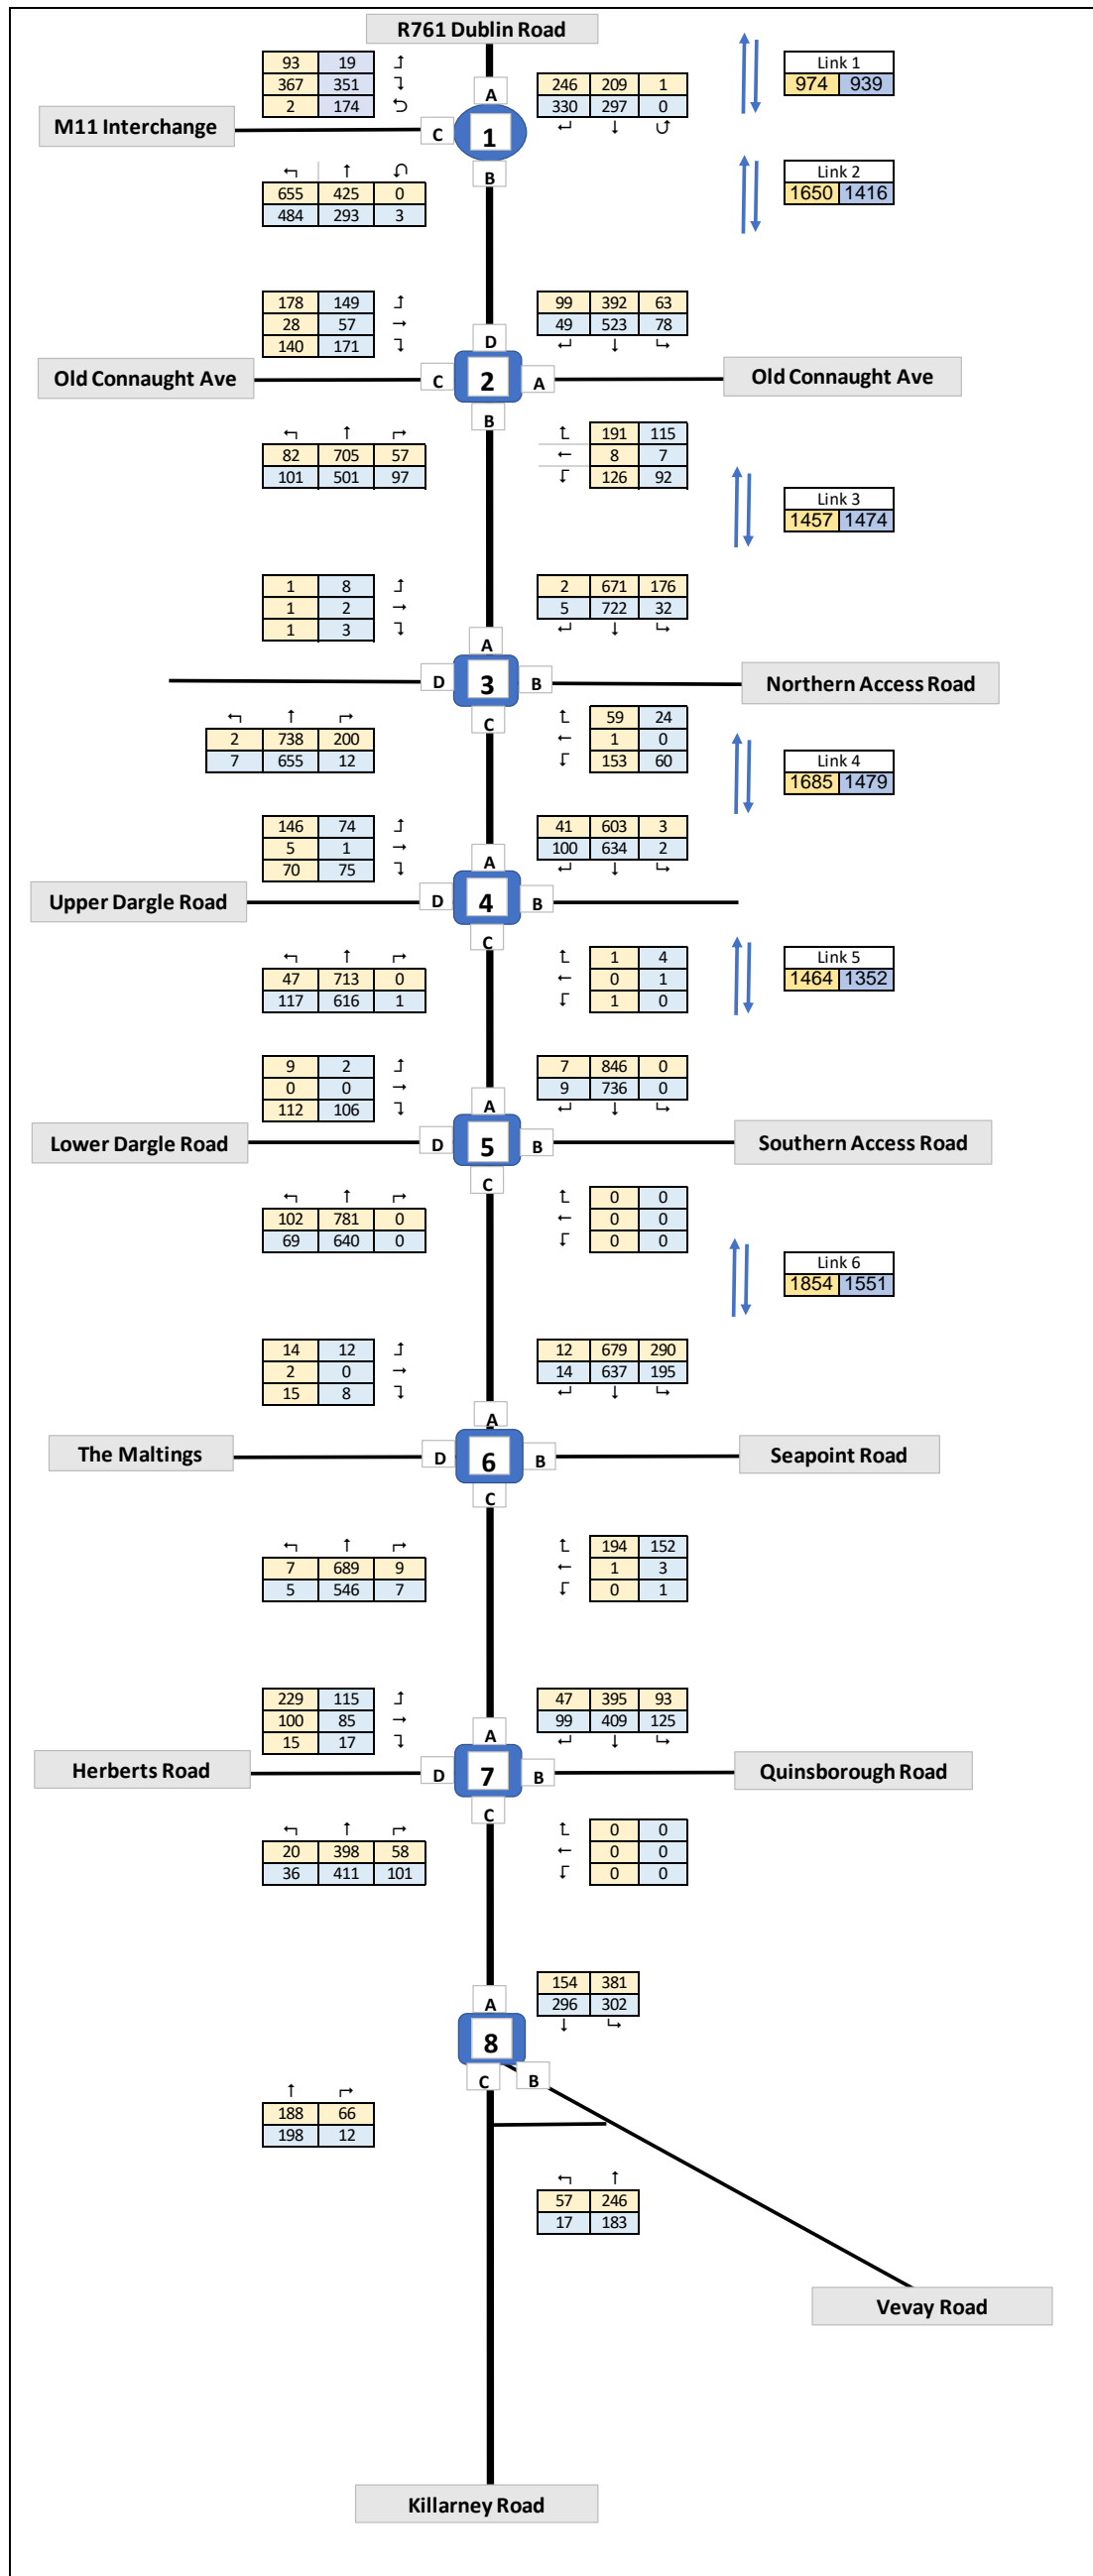 R761 Dublin Road
93 19 ↰
367 351 ↴
2 174 ⮌
A
246 209 1
330 297 0
↵ ↓ ↺
Link 1
974 939
M11 Interchange
C
1
B
↰ ↑ ↶
655 425 0
484 293 3
Link 2
1650 1416
178 149
28 57 →
140 171 ↴
99 392 63
49 523 78
↵ ↓ ↳
D
Old Connaught Ave
C
2
A
Old Connaught Ave
B
↰ ↑ ↱
82 705 57
101 501 97
191 115
← 8 7
126 92
Link 3
1457 1474
1 8
1 2 →
1 3 ↴
2 671 176
5 722 32
↵ ↓ ↳
A
D
3
B
Northern Access Road
C
↰ ↑ ↱
2 738 200
7 655 12
59 24
← 1 0
153 60
Link 4
1685 1479
146 74
5 1 →
70 75 ↴
41 603 3
100 634 2
↵ ↓ ↳
A
Upper Dargle Road
D
4
B
C
↰ ↑ ↱
47 713 0
117 616 1
1 4
← 0 1
1 0
Link 5
1464 1352
9 2
0 0 →
112 106 ↴
7 846 0
9 736 0
↵ ↓ ↳
A
Lower Dargle Road
D
5
B
Southern Access Road
C
↰ ↑ ↱
102 781 0
69 640 0
0 0
← 0 0
0 0
Link 6
1854 1551
14 12
2 0 →
15 8 ↴
12 679 290
14 637 195
↵ ↓ ↳
A
The Maltings
D
6
B
Seapoint Road
C
↰ ↑ ↱
7 689 9
5 546 7
194 152
← 1 3
0 1
229 115
100 85 →
15 17 ↴
47 395 93
99 409 125
↵ ↓ ↳
A
Herberts Road
D
7
B
Quinsborough Road
C
↰ ↑ ↱
20 398 58
36 411 101
0 0
← 0 0
0 0
154 381
296 302
↓ ↳
A
8
C
B
↑ ↱
188 66
198 12
↰ ↑
57 246
17 183
Vevay Road
Killarney Road